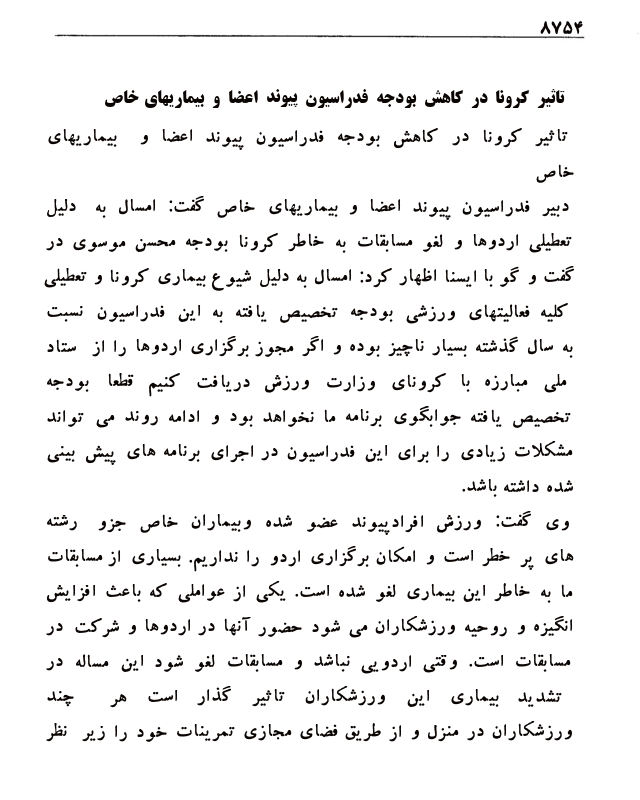 ۸۷۵۴
تاثیر کرونا در کاهش بودجه فدراسیون پیوند اعضا و بیماریهای خاص
تاثیر کرونا در کاهش بودجه فدراسیون پیوند اعضا و بیماریهای
خاص
دبیر فدراسیون پیوند اعضا و بیماریهای خاص گفت: امسال به دلیل
تعطیلی اردوها و لغو مسابقات به خاطر کرونا بودجه محسن موسوی در
گفت و گو با ایسنا اظهار کرد: امسال به دلیل شیوع بیماری کرونا و تعطیلی
کلیه فعالیتهای ورزشی بودجه تخصیص یافته به این فدراسیون نسبت
به سال گذشته بسیار ناچیز بوده و اگر مجوز برگزاری اردوها را از ستاد
ملی مبارزه با کرونای وزارت ورزش دریافت کنیم قطعا بودجه
تخصیص یافته جوابگوی برنامه ما نخواهد بود و ادامه روند می تواند
مشکلات زیادی را برای این فدراسیون در اجرای برنامه های پیش بینی
شده داشته باشد.
وی گفت: ورزش افرادپیوند عضو شده وبیماران خاص جزو رشته
های پر خطر است و امکان برگزاری اردو را نداریم. بسیاری از مسابقات
ما به خاطر این بیماری لغو شده است. یکی از عواملی که باعث افزایش
انگیزه و روحیه ورزشکاران می شود حضور آنها در اردوها و شرکت در
مسابقات است. وقتی اردویی نباشد و مسابقات لغو شود این مساله در
تشدید بیماری این ورزشکاران تاثیر گذار است هر چند
ورزشکاران در منزل و از طریق فضای مجازی تمرینات خود را زیر نظر